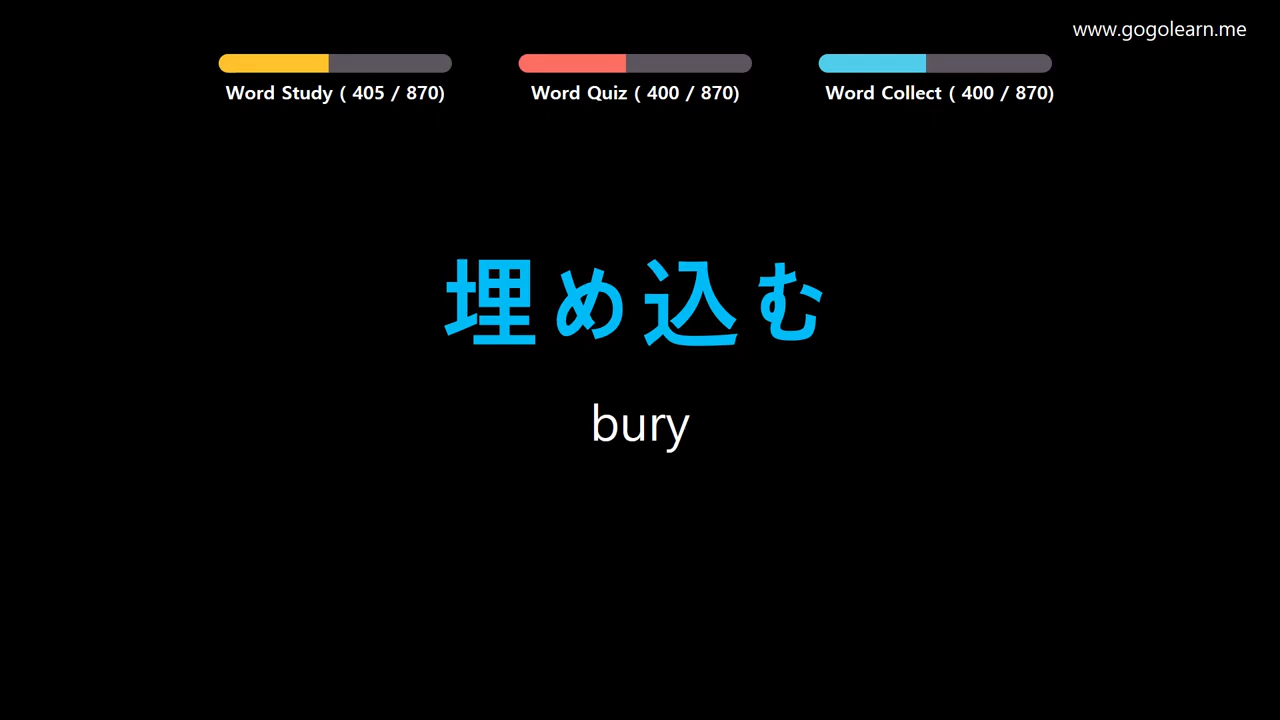 www.gogolearn.me
Word Study ( 405 / 870)
Word Quiz ( 400 / 870)
Word Collect ( 400 / 870)
埋め込む
bury